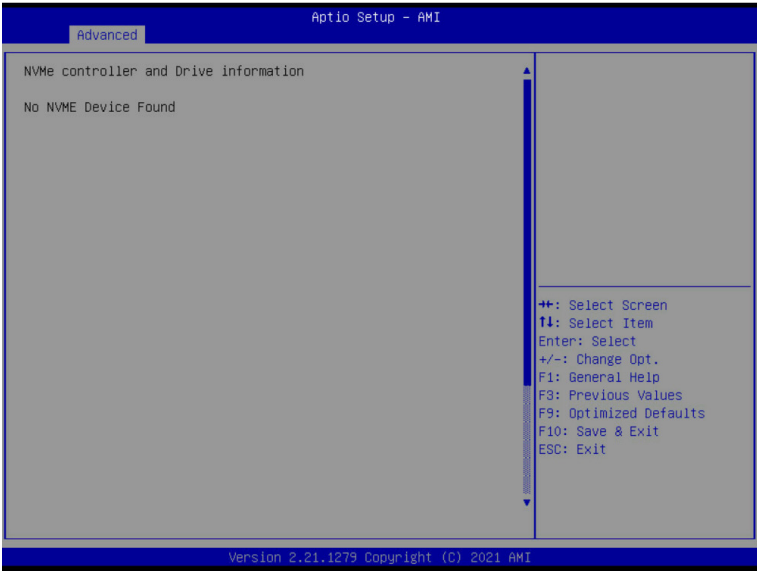 Aptio Setup – AMI
Advanced
NVMe controller and Drive information
No NVME Device Found
→←: Select Screen
↑↓: Select Item
Enter: Select
+/-: Change Opt.
F1: General Help
F3: Previous Values
F9: Optimized Defaults
F10: Save & Exit
ESC: Exit
Version 2.21.1279 Copyright (C) 2021 AMI